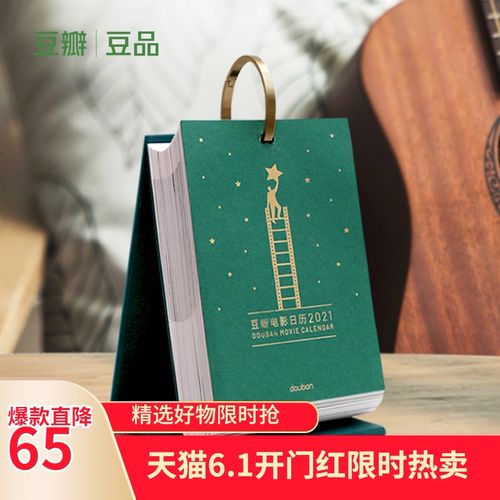 豆瓣 | 豆品
豆瓣电影日历2021
DOUBAN MOVIE CALENDAR
douban
爆款直降
65
精选好物限时抢
天猫6.1开门红限时热卖